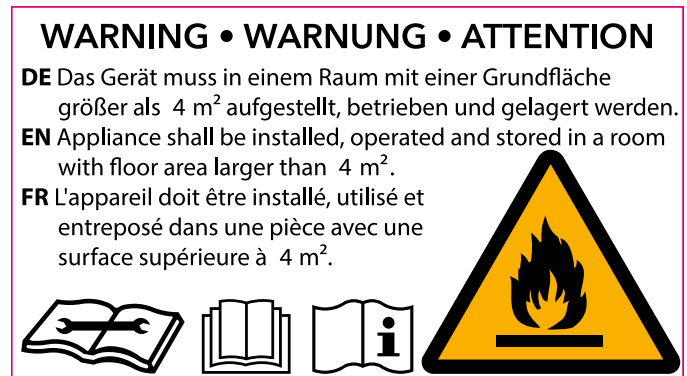 WARNING • WARNUNG • ATTENTION
DE Das Gerät muss in einem Raum mit einer Grundfläche
größer als 4 m² aufgestellt, betrieben und gelagert werden.
EN Appliance shall be installed, operated and stored in a room
with floor area larger than 4 m².
FR L'appareil doit être installé, utilisé et
entreposé dans une pièce avec une
surface supérieure à 4 m².
i